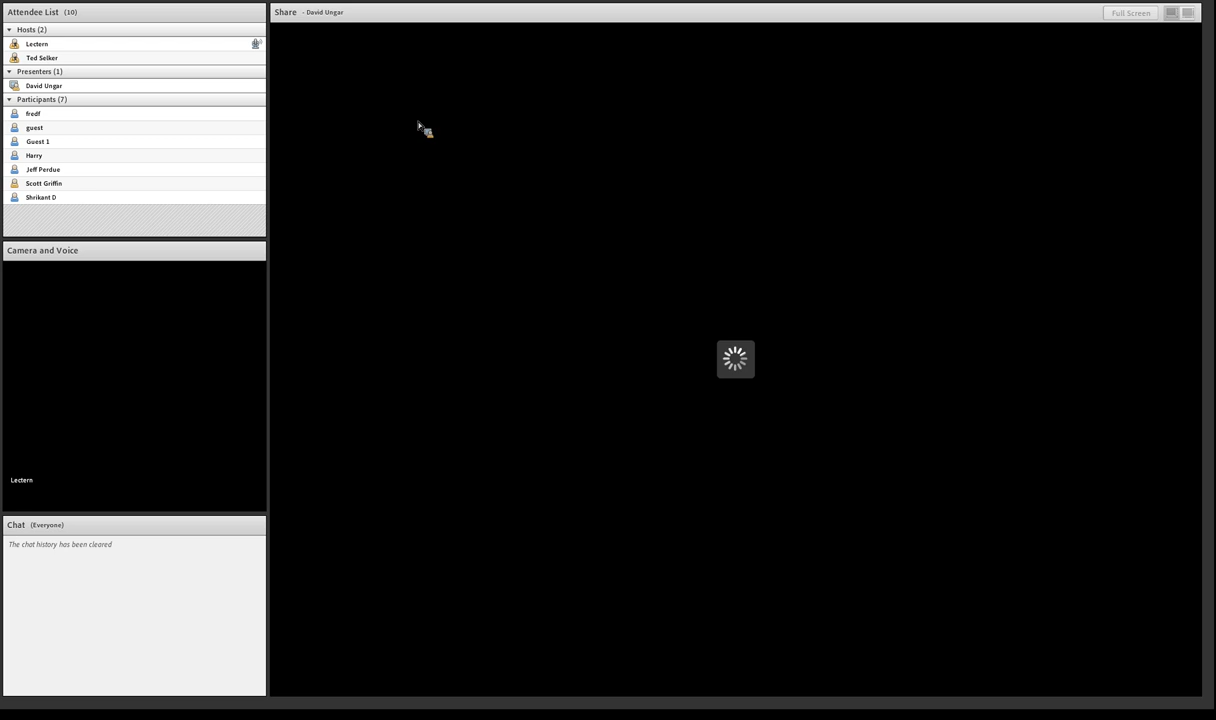 Attendee List (10)
Hosts (2)
Lectern
Ted Selker
Presenters (1)
David Ungar
Participants (7)
fredf
guest
Guest 1
Harry
Jeff Perdue
Scott Griffin
Shrikant D
Camera and Voice
Lectern
Chat (Everyone)
The chat history has been cleared
Share - David Ungar
Full Screen